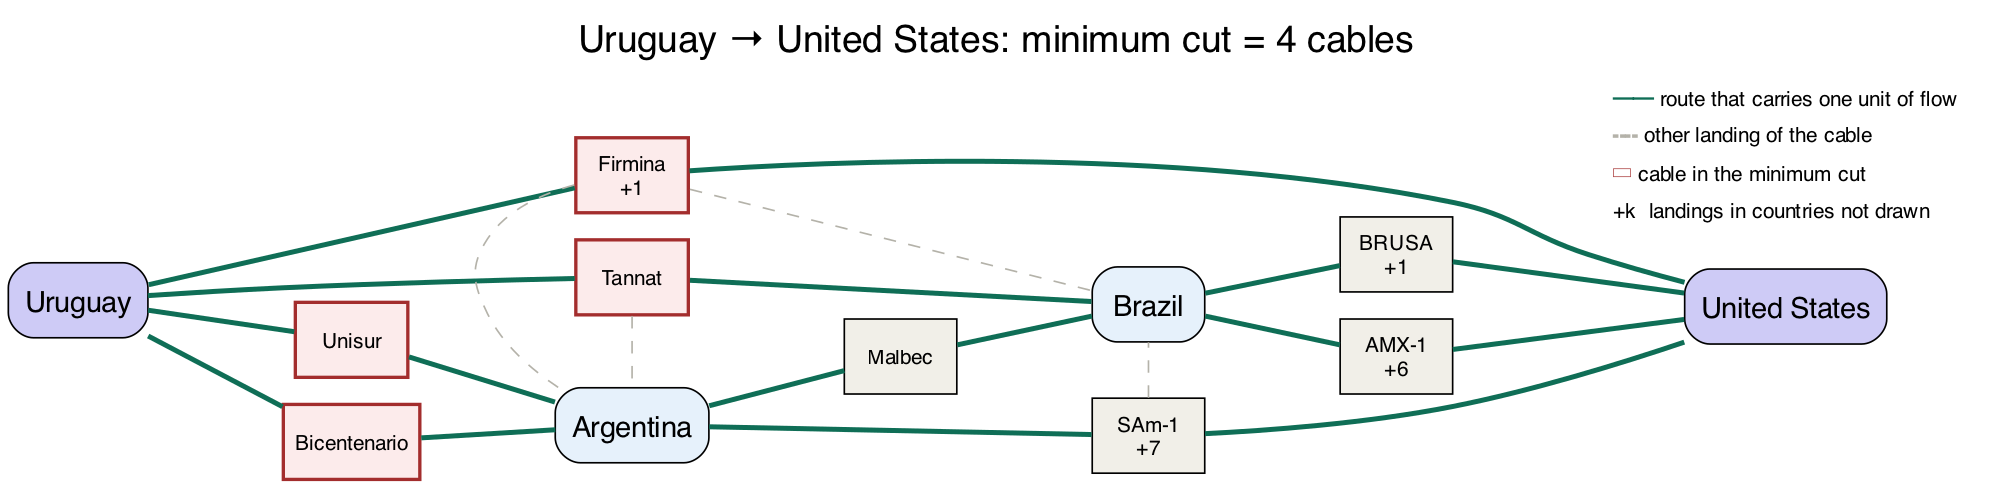 Uruguay → United States: minimum cut = 4 cables
route that carries one unit of flow
other landing of the cable
cable in the minimum cut
+k landings in countries not drawn
Firmina
+1
Tannat
Uruguay
Unisur
Bicentenario
Argentina
Malbec
Brazil
SAm-1
+7
BRUSA
+1
AMX-1
+6
United States